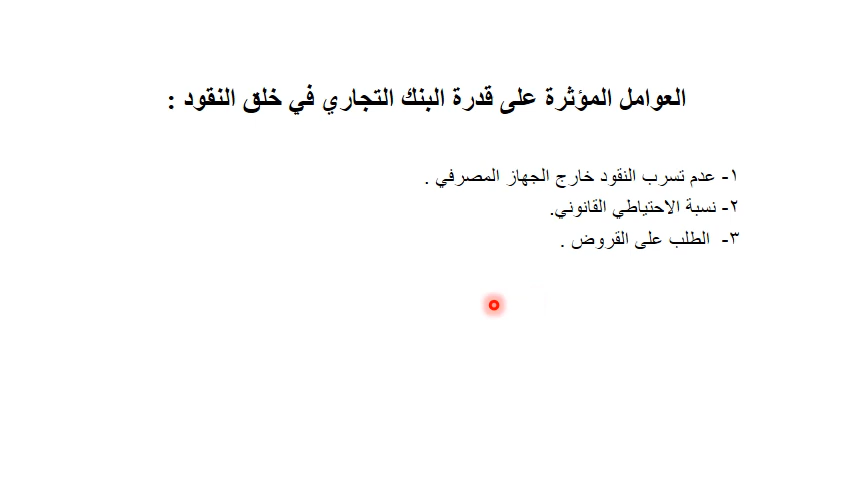 العوامل المؤثرة على قدرة البنك التجاري في خلق النقود :
١- عدم تسرب النقود خارج الجهاز المصرفي .
٢- نسبة الاحتياطي القانوني.
٣- الطلب على القروض .